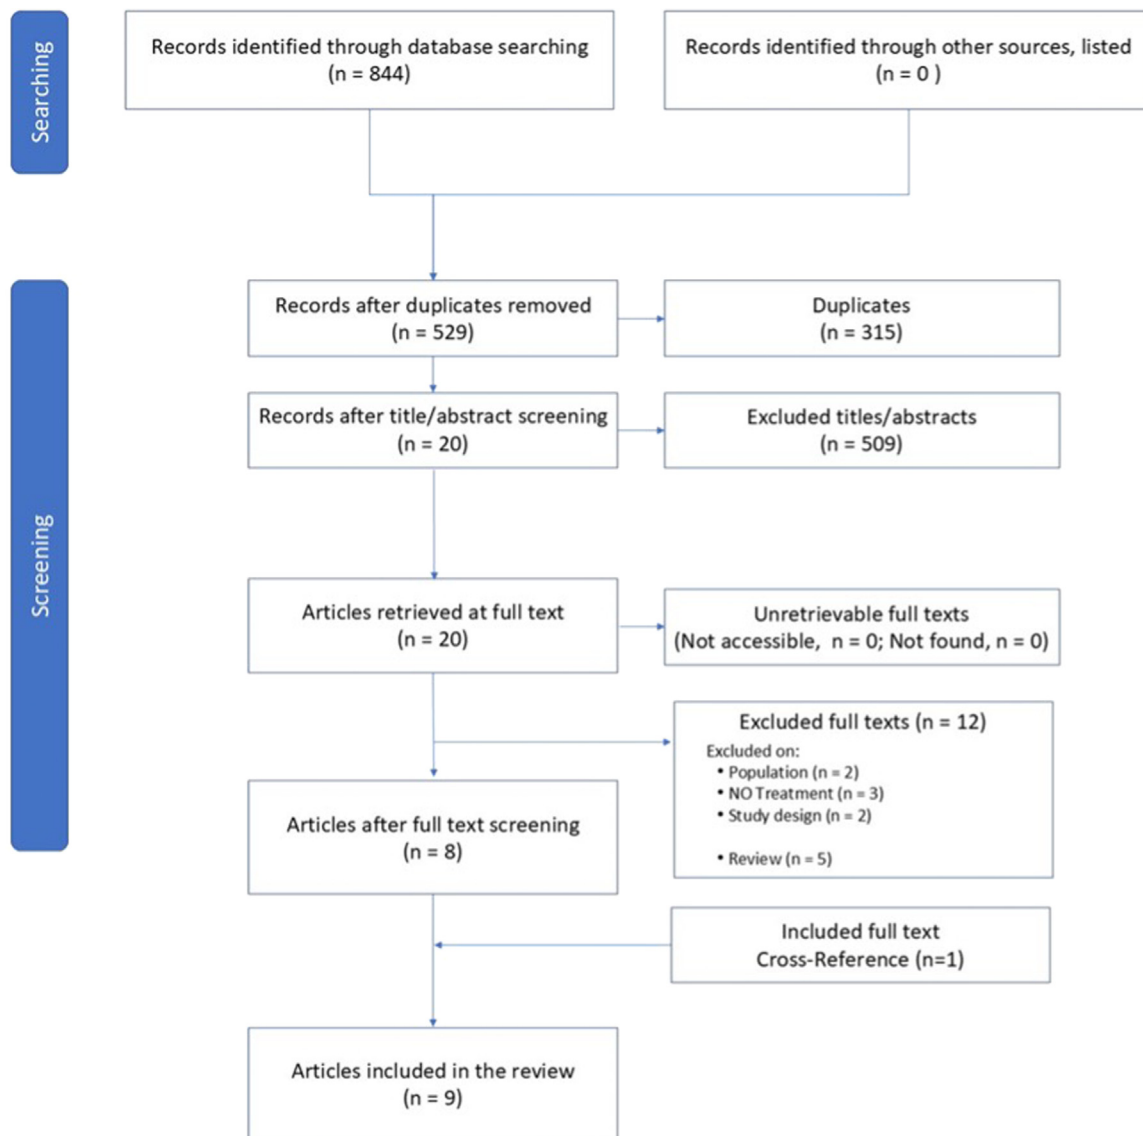 Searching
Records identified through database searching
(n = 844)
Records identified through other sources, listed
(n = 0 )
Screening
Records after duplicates removed
(n = 529)
Duplicates
(n = 315)
Records after title/abstract screening
(n = 20)
Excluded titles/abstracts
(n = 509)
Articles retrieved at full text
(n = 20)
Unretrievable full texts
(Not accessible,  n = 0; Not found, n = 0)
Excluded full texts (n = 12)
Excluded on:
• Population (n = 2)
• NO Treatment (n = 3)
• Study design (n = 2)
• Review (n = 5)
Articles after full text screening
(n = 8)
Included full text
Cross-Reference (n=1)
Articles included in the review
(n = 9)